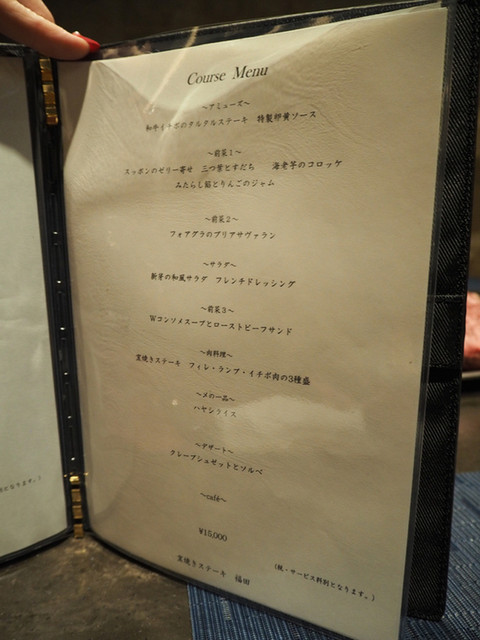 Course Menu
～アミューズ～
和牛イチボのタルタルステーキ 特製卵黄ソース
～前菜1～
スッポンのゼリー寄せ 三つ葉とすだち 海老芋のコロッケ
みたらし餡とりんごのジャム
～前菜2～
フォアグラのブリアサヴァラン
～サラダ～
新芽の和風サラダ フレンチドレッシング
～前菜3～
Wコンソメスープとローストビーフサンド
～肉料理～
窯焼きステーキ フィレ・ランプ・イチボ肉の3種盛
～〆の一品～
ハヤシライス
～デザート～
クレープシュゼットとソルベ
～café～
¥15,000
(税・サービス料別となります。)
窯焼きステーキ 福田
となります。)